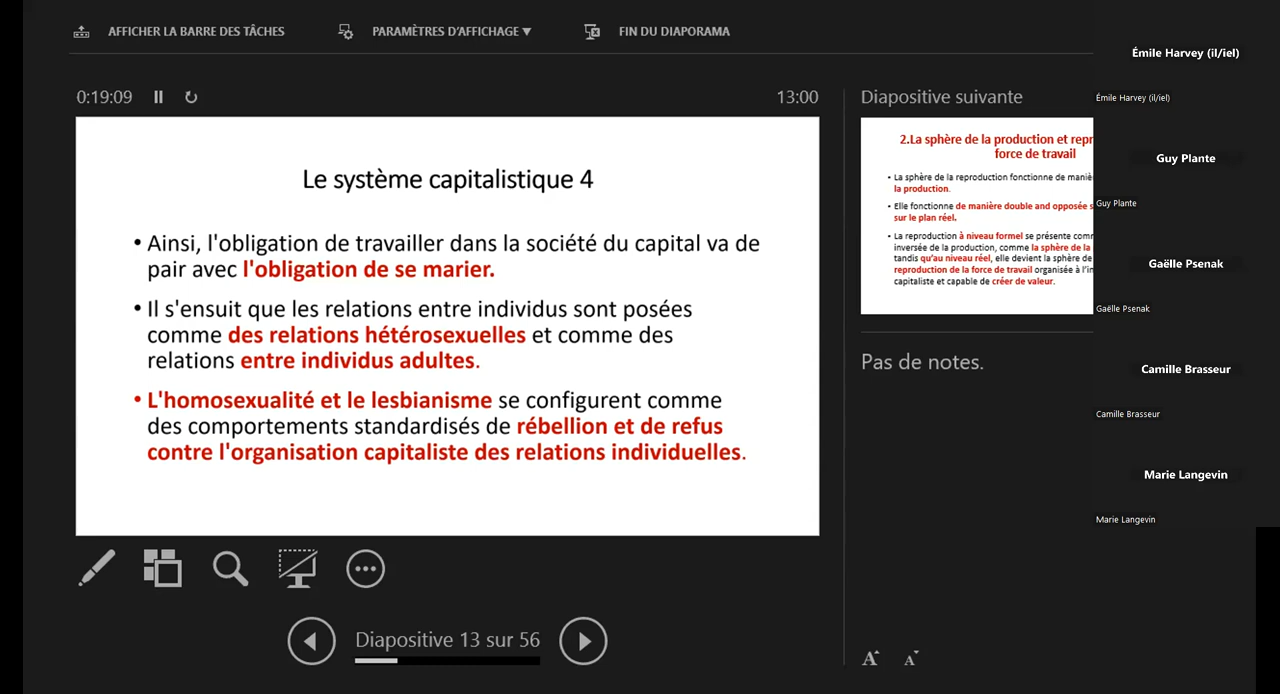 AFFICHER LA BARRE DES TÂCHES
PARAMÈTRES D'AFFICHAGE ▼
FIN DU DIAPORAMA
0:19:09
13:00
Le système capitalistique 4
• Ainsi, l'obligation de travailler dans la société du capital va de
pair avec l'obligation de se marier.
• Il s'ensuit que les relations entre individus sont posées
comme des relations hétérosexuelles et comme des
relations entre individus adultes.
• L'homosexualité et le lesbianisme se configurent comme
des comportements standardisés de rébellion et de refus
contre l'organisation capitaliste des relations individuelles.
Diapositive 13 sur 56
Diapositive suivante
2.La sphère de la production et repr
force de travail
• La sphère de la reproduction fonctionne de maniè
la production.
• Elle fonctionne de manière double and opposée s
sur le plan réel.
• La reproduction à niveau formel se présente comm
inversée de la production, comme la sphère de la
tandis qu'au niveau réel, elle devient la sphère de
reproduction de la force de travail organisée à l'in
capitaliste et capable de créer de valeur.
Pas de notes.
A A
Émile Harvey (il/iel)
Émile Harvey (il/iel)
Guy Plante
Guy Plante
Gaëlle Psenak
Gaëlle Psenak
Camille Brasseur
Camille Brasseur
Marie Langevin
Marie Langevin